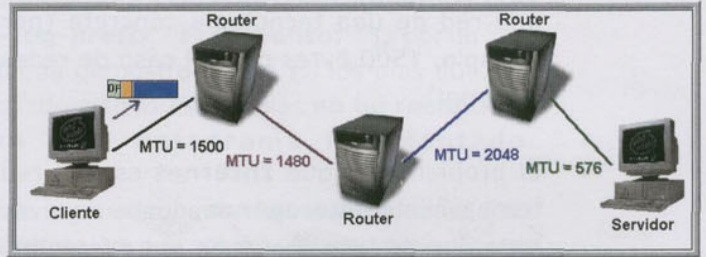 Router
Router
DF
MTU = 1500
MTU = 1480
MTU = 2048
MTU = 576
Cliente
Router
Servidor